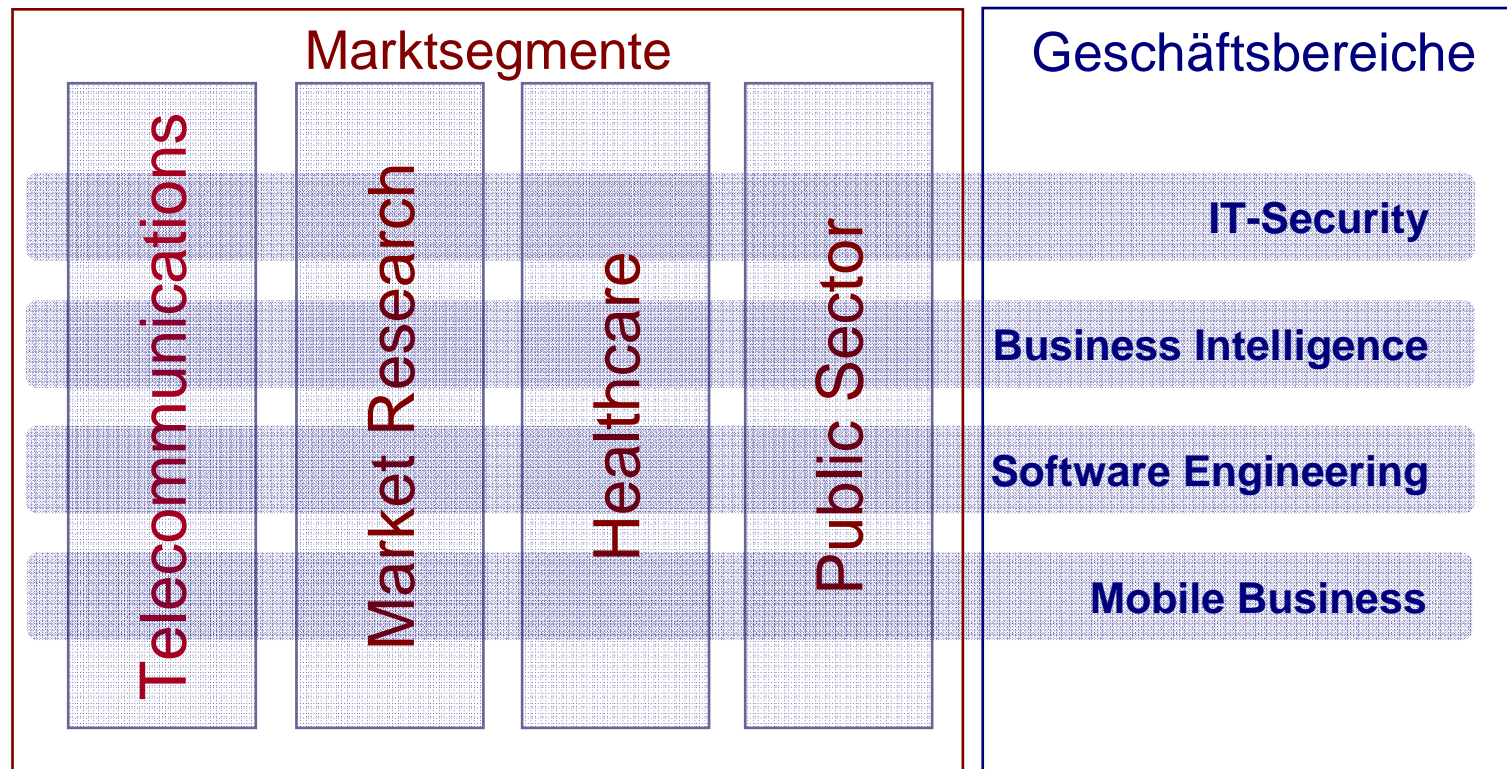 Marktsegmente
Geschäftsbereiche
Telecommunications
Market Research
Healthcare
Public Sector
IT-Security
Business Intelligence
Software Engineering
Mobile Business